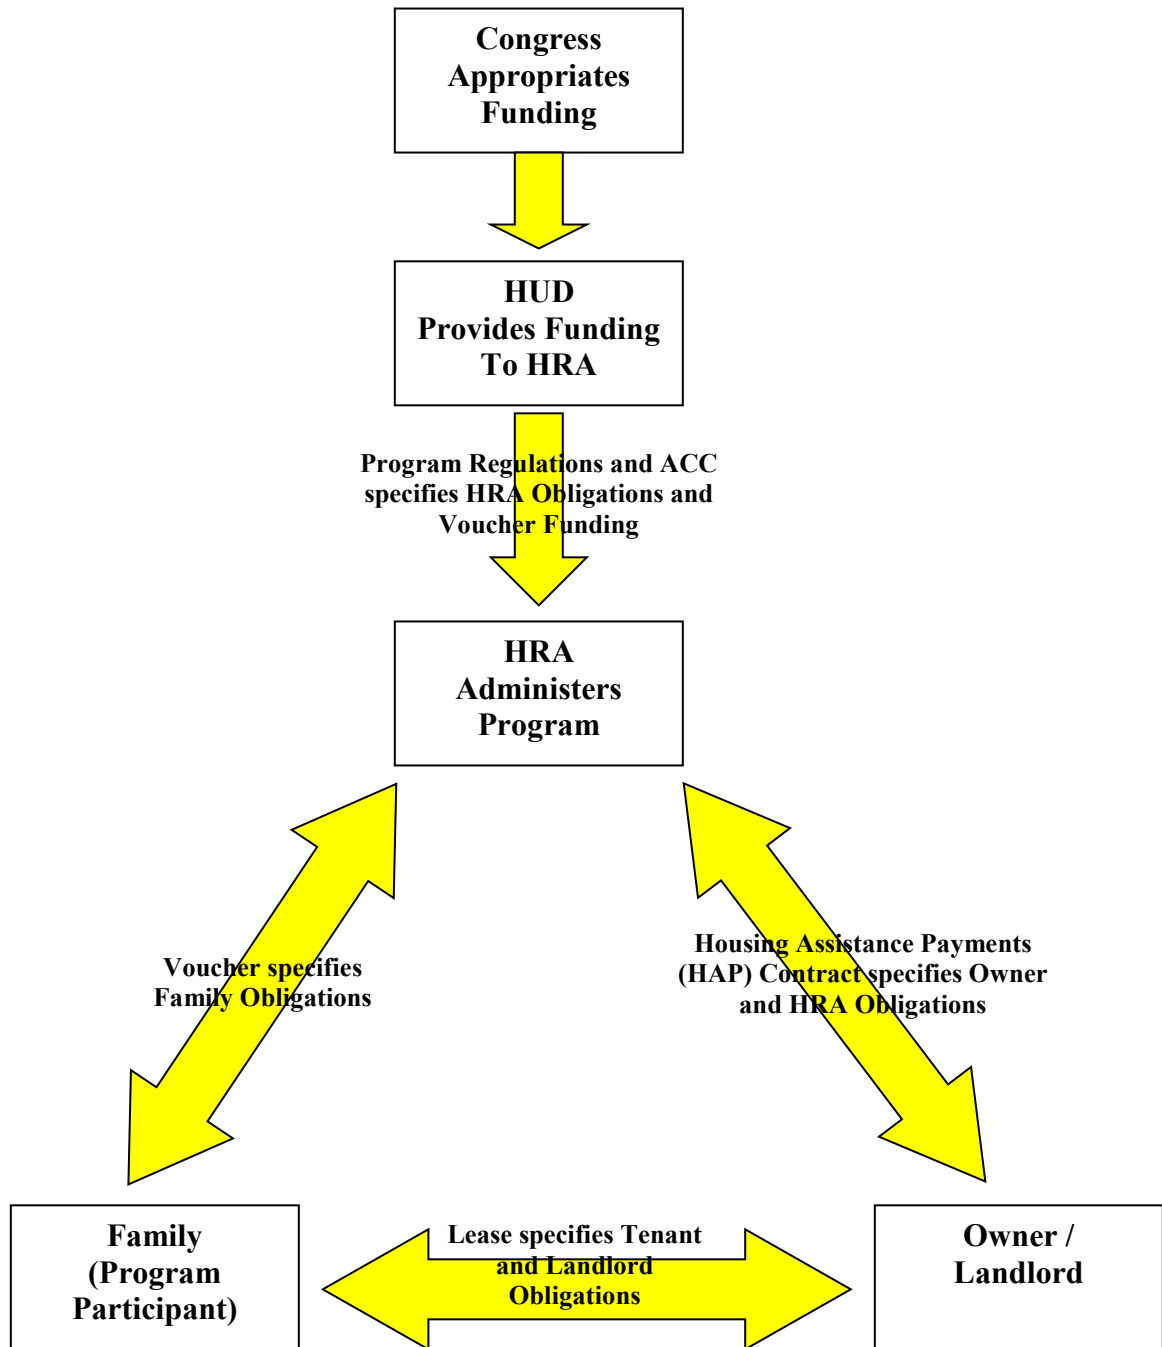 Congress
Appropriates
Funding
HUD
Provides Funding
To HRA
Program Regulations and ACC
specifies HRA Obligations and
Voucher Funding
HRA
Administers
Program
Voucher specifies
Family Obligations
Housing Assistance Payments
(HAP) Contract specifies Owner
and HRA Obligations
Family
(Program
Participant)
Lease specifies Tenant
and Landlord
Obligations
Owner /
Landlord